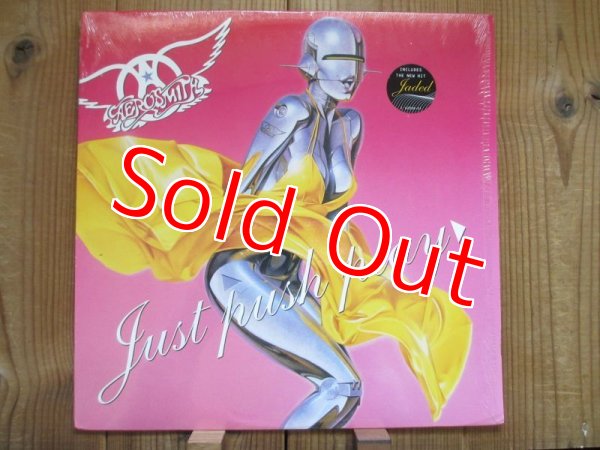 AEROSMITH
INCLUDES
THE NEW HIT
Jaded
Sold Out
Just push play